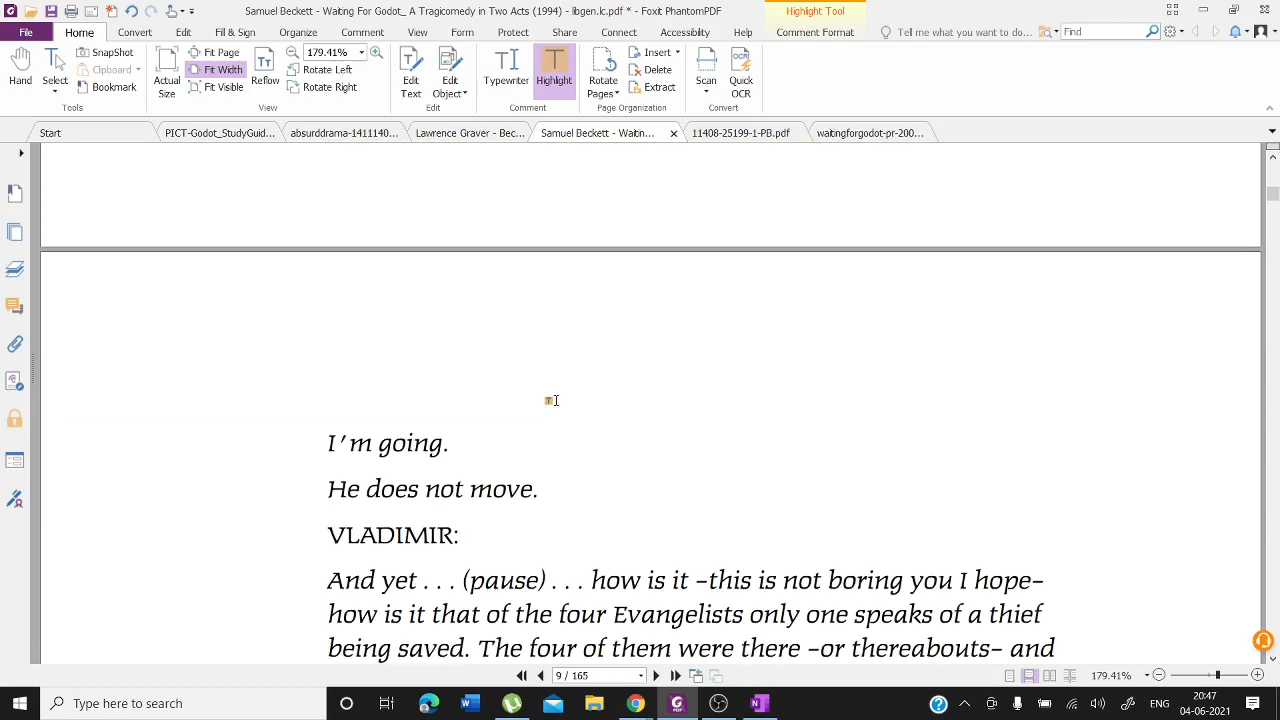 Samuel Beckett - Waiting For Godot_ A Tragicomedy in Two Acts (1994) - libgen.lc.pdf * - Foxit PhantomPDF
Highlight Tool
File Home Convert Edit Fill & Sign Organize Comment View Form Protect Share Connect Accessibility Help Comment Format Tell me what you want to do... Find
SnapShot Fit Page 179.41% Insert
Clipboard Fit Width Rotate Left Delete
Bookmark Fit Visible Rotate Right Extract
Hand Select Actual Size Reflow Edit Text Edit Object Typewriter Highlight Rotate Pages Scan Quick OCR
Tools View Edit Comment Page Organization Convert
Start PICT-Godot_StudyGuid... absurddrama-1411140... Lawrence Graver - Bec... Samuel Beckett - Waitin... 11408-25199-1-PB.pdf waitingforgodot-pr-200...
I'm going.
He does not move.
VLADIMIR:
And yet . . . (pause) . . . how is it –this is not boring you I hope–
how is it that of the four Evangelists only one speaks of a thief
being saved. The four of them were there –or thereabouts– and
9 / 165 179.41%
Type here to search ENG 20:47
04-06-2021